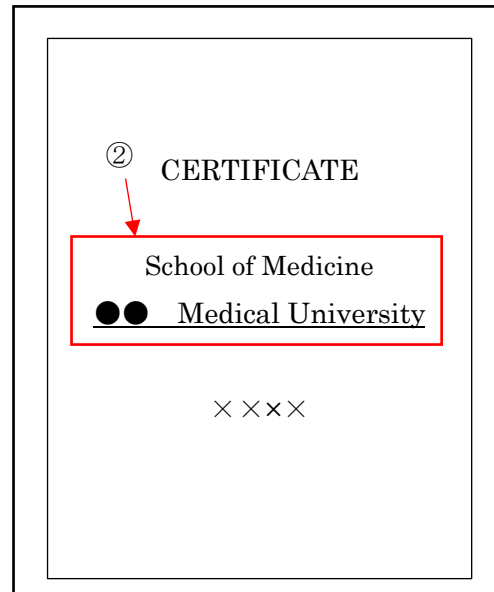 ②
CERTIFICATE
School of Medicine
●●　Medical University
××××